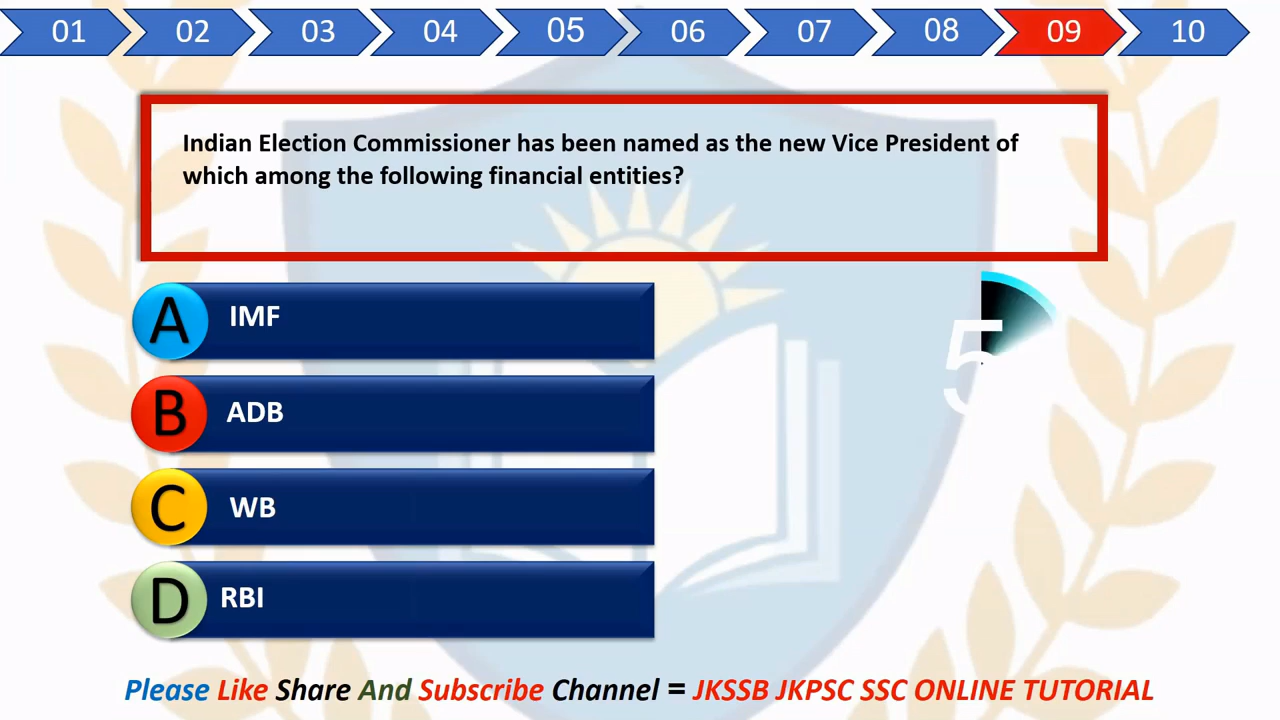 01 02 03 04 05 06 07 08 09 10
Indian Election Commissioner has been named as the new Vice President of
which among the following financial entities?
5
A IMF
B ADB
C WB
D RBI
Please Like Share And Subscribe Channel = JKSSB JKPSC SSC ONLINE TUTORIAL